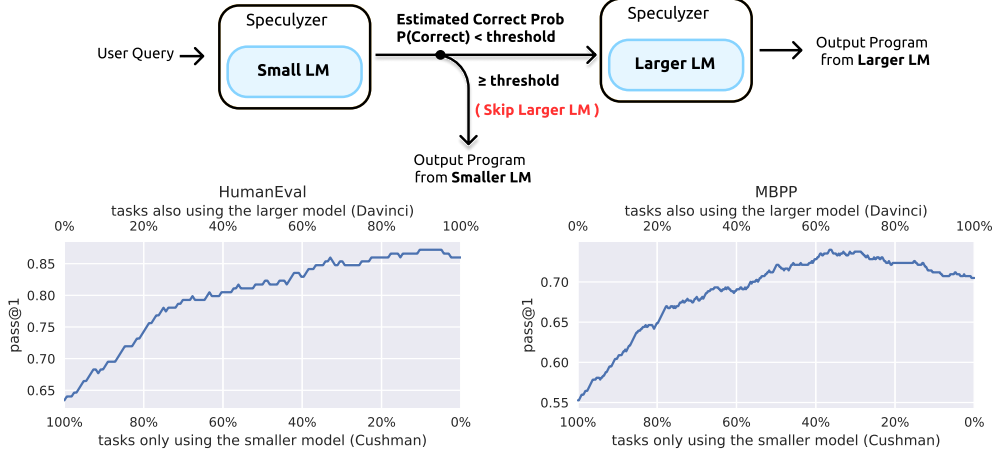 Speculyzer
Small LM
User Query
Estimated Correct Prob
P(Correct) < threshold
≥ threshold
( Skip Larger LM )
Speculyzer
Larger LM
Output Program
from Larger LM
Output Program
from Smaller LM
HumanEval
tasks also using the larger model (Davinci)
0% 20% 40% 60% 80% 100%
pass@1
0.85
0.80
0.75
0.70
0.65
100% 80% 60% 40% 20% 0%
tasks only using the smaller model (Cushman)
MBPP
tasks also using the larger model (Davinci)
0% 20% 40% 60% 80% 100%
pass@1
0.70
0.65
0.60
0.55
100% 80% 60% 40% 20% 0%
tasks only using the smaller model (Cushman)